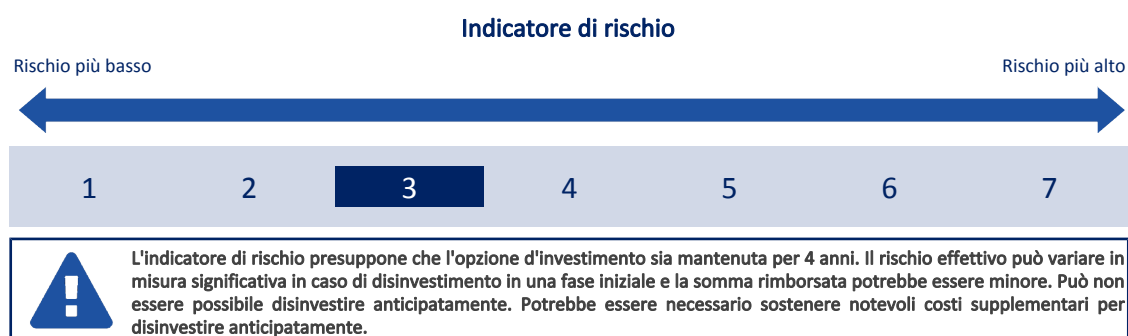 Indicatore di rischio
Rischio più basso
Rischio più alto
1 2 3 4 5 6 7
L'indicatore di rischio presuppone che l'opzione d'investimento sia mantenuta per 4 anni. Il rischio effettivo può variare in
misura significativa in caso di disinvestimento in una fase iniziale e la somma rimborsata potrebbe essere minore. Può non
essere possibile disinvestire anticipatamente. Potrebbe essere necessario sostenere notevoli costi supplementari per
disinvestire anticipatamente.